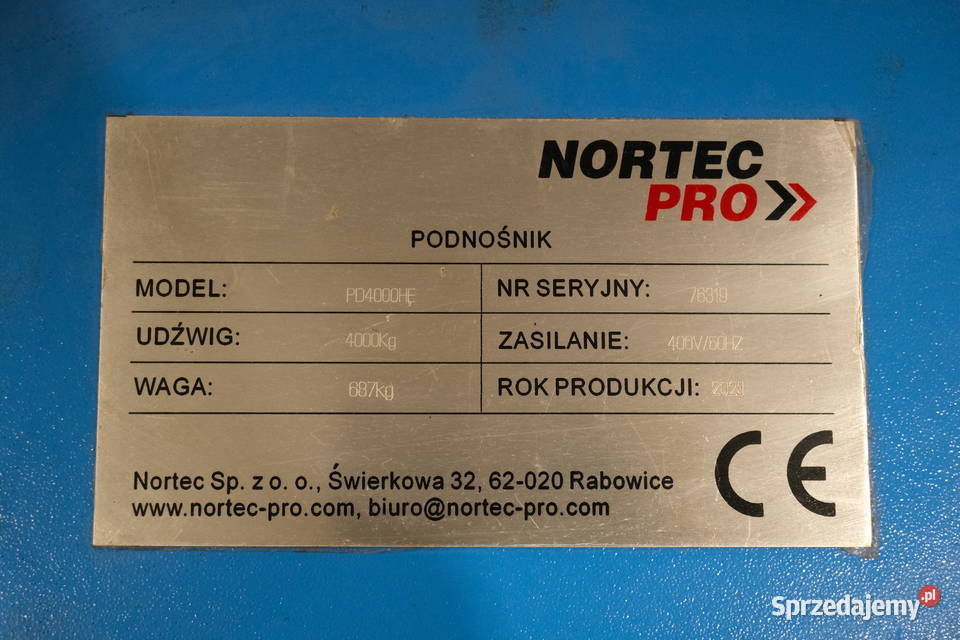 NORTEC
PRO
PODNOŚNIK
MODEL: PD4000HE NR SERYJNY: 76319
UDŹWIG: 4000Kg ZASILANIE: 400V/50HZ
WAGA: 687Kg ROK PRODUKCJI:
CE
Nortec Sp. z o. o., Świerkowa 32, 62-020 Rabowice
www.nortec-pro.com, biuro@nortec-pro.com
Sprzedajemy.pl